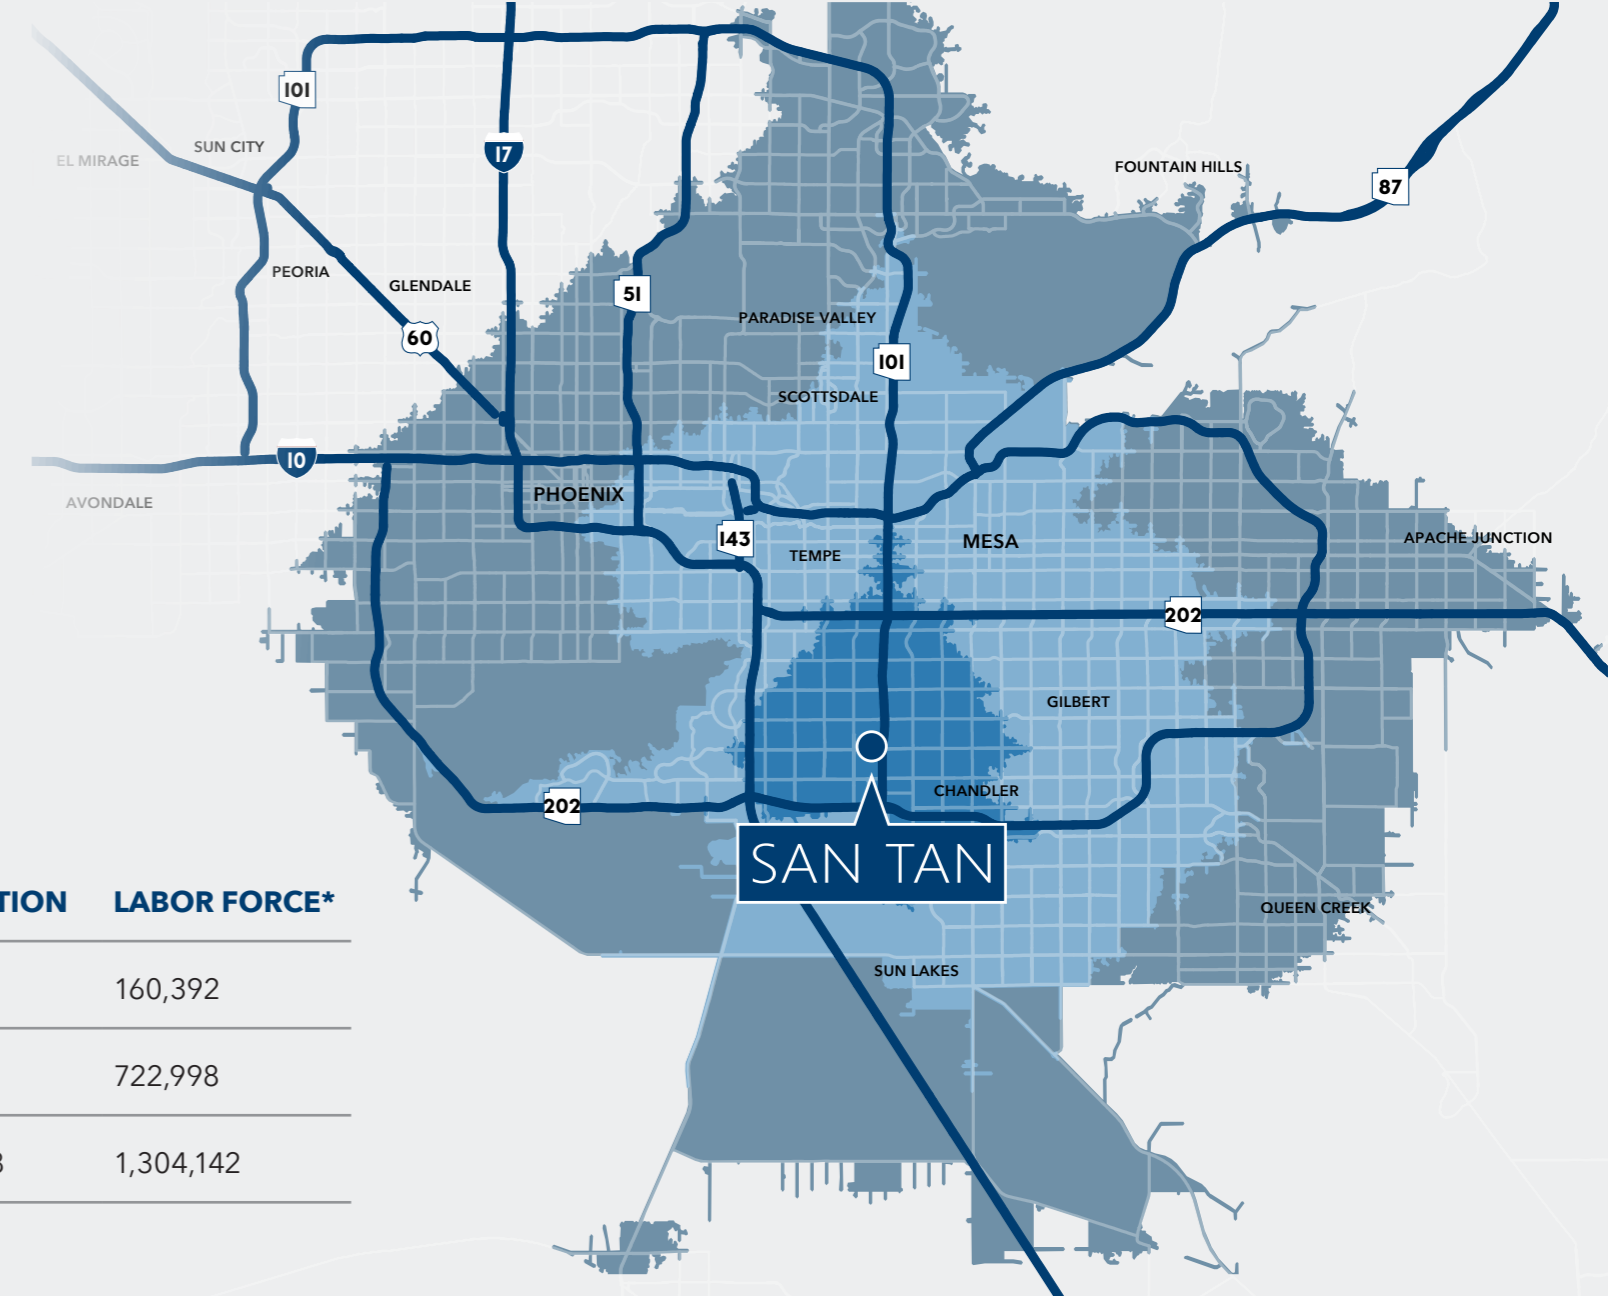 101
SUN CITY
EL MIRAGE
17
FOUNTAIN HILLS
87
PEORIA
GLENDALE
51
60
PARADISE VALLEY
101
SCOTTSDALE
10
AVONDALE
PHOENIX
143
TEMPE
MESA
APACHE JUNCTION
202
GILBERT
CHANDLER
202
SAN TAN
TION LABOR FORCE*
QUEEN CREEK
SUN LAKES
160,392
722,998
3 1,304,142